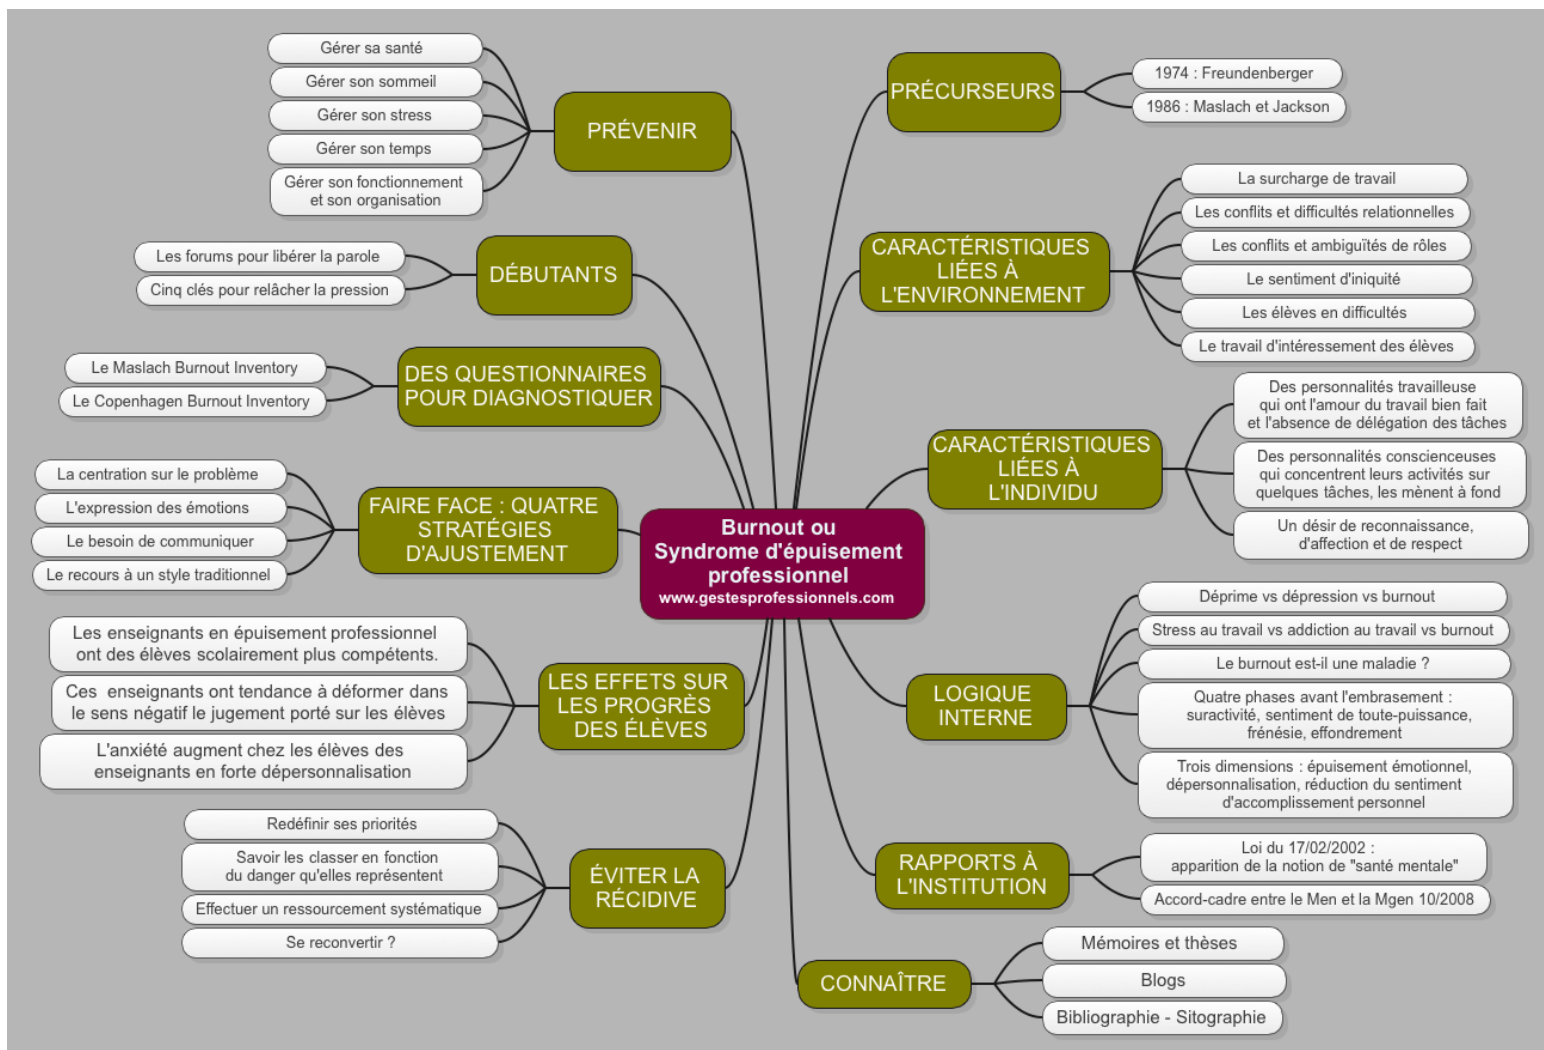 Burnout ou
Syndrome d'épuisement
professionnel
www.gestesprofessionnels.com
PRÉCURSEURS
1974 : Freundenberger
1986 : Maslach et Jackson
CARACTÉRISTIQUES
LIÉES À
L'ENVIRONNEMENT
La surcharge de travail
Les conflits et difficultés relationnelles
Les conflits et ambiguïtés de rôles
Le sentiment d'iniquité
Les élèves en difficultés
Le travail d'intéressement des élèves
CARACTÉRISTIQUES
LIÉES À
L'INDIVIDU
Des personnalités travailleuse
qui ont l'amour du travail bien fait
et l'absence de délégation des tâches
Des personnalités conscienceuses
qui concentrent leurs activités sur
quelques tâches, les mènent à fond
Un désir de reconnaissance,
d'affection et de respect
LOGIQUE
INTERNE
Déprime vs dépression vs burnout
Stress au travail vs addiction au travail vs burnout
Le burnout est-il une maladie ?
Quatre phases avant l'embrasement :
suractivité, sentiment de toute-puissance,
frénésie, effondrement
Trois dimensions : épuisement émotionnel,
dépersonnalisation, réduction du sentiment
d'accomplissement personnel
RAPPORTS À
L'INSTITUTION
Loi du 17/02/2002 :
apparition de la notion de "santé mentale"
Accord-cadre entre le Men et la Mgen 10/2008
CONNAÎTRE
Mémoires et thèses
Blogs
Bibliographie - Sitographie
PRÉVENIR
Gérer sa santé
Gérer son sommeil
Gérer son stress
Gérer son temps
Gérer son fonctionnement
et son organisation
DÉBUTANTS
Les forums pour libérer la parole
Cinq clés pour relâcher la pression
DES QUESTIONNAIRES
POUR DIAGNOSTIQUER
Le Maslach Burnout Inventory
Le Copenhagen Burnout Inventory
FAIRE FACE : QUATRE
STRATÉGIES
D'AJUSTEMENT
La centration sur le problème
L'expression des émotions
Le besoin de communiquer
Le recours à un style traditionnel
LES EFFETS SUR
LES PROGRÈS
DES ÉLÈVES
Les enseignants en épuisement professionnel
ont des élèves scolairement plus compétents.
Ces  enseignants ont tendance à déformer dans
le sens négatif le jugement porté sur les élèves
L'anxiété augment chez les élèves des
enseignants en forte dépersonnalisation
ÉVITER LA
RÉCIDIVE
Redéfinir ses priorités
Savoir les classer en fonction
du danger qu'elles représentent
Effectuer un ressourcement systématique
Se reconvertir ?